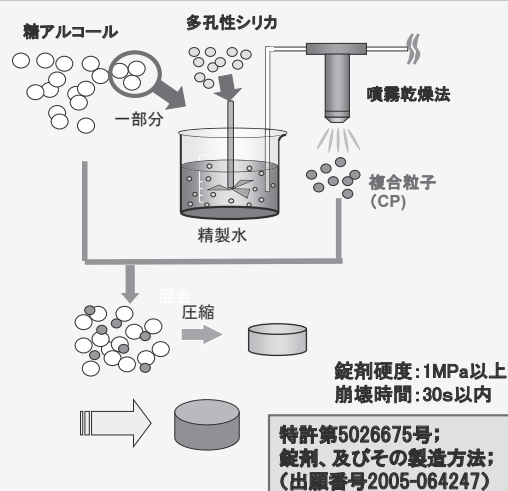 糖アルコール
多孔性シリカ
一部分
噴霧乾燥法
複合粒子
(CP)
精製水
混合
圧縮
錠剤硬度:1MPa以上
崩壊時間:30s以内
特許第5026675号;
錠剤、及びその製造方法;
(出願番号2005-064247)